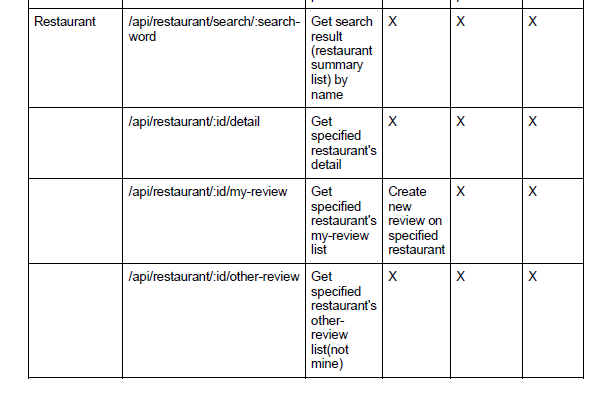 Restaurant
/api/restaurant/search/:search-
word
Get search
result
(restaurant
summary
list) by
name
X
X
X
/api/restaurant/:id/detail
Get
specified
restaurant's
detail
X
X
X
/api/restaurant/:id/my-review
Get
specified
restaurant's
my-review
list
Create
new
review on
specified
restaurant
X
X
/api/restaurant/:id/other-review
Get
specified
restaurant's
other-
review
list(not
mine)
X
X
X